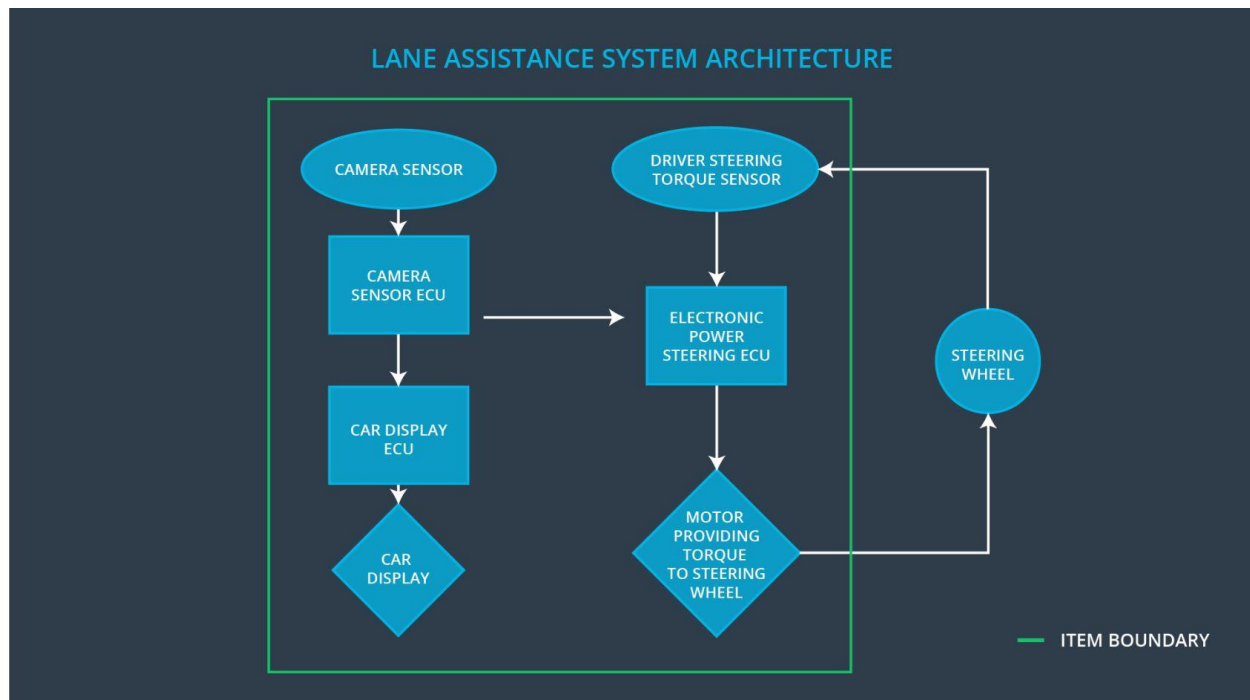 LANE ASSISTANCE SYSTEM ARCHITECTURE
CAMERA SENSOR
DRIVER STEERING
TORQUE SENSOR
CAMERA
SENSOR ECU
ELECTRONIC
POWER
STEERING ECU
STEERING
WHEEL
CAR DISPLAY
ECU
CAR
DISPLAY
MOTOR
PROVIDING
TORQUE
TO STEERING
WHEEL
ITEM BOUNDARY